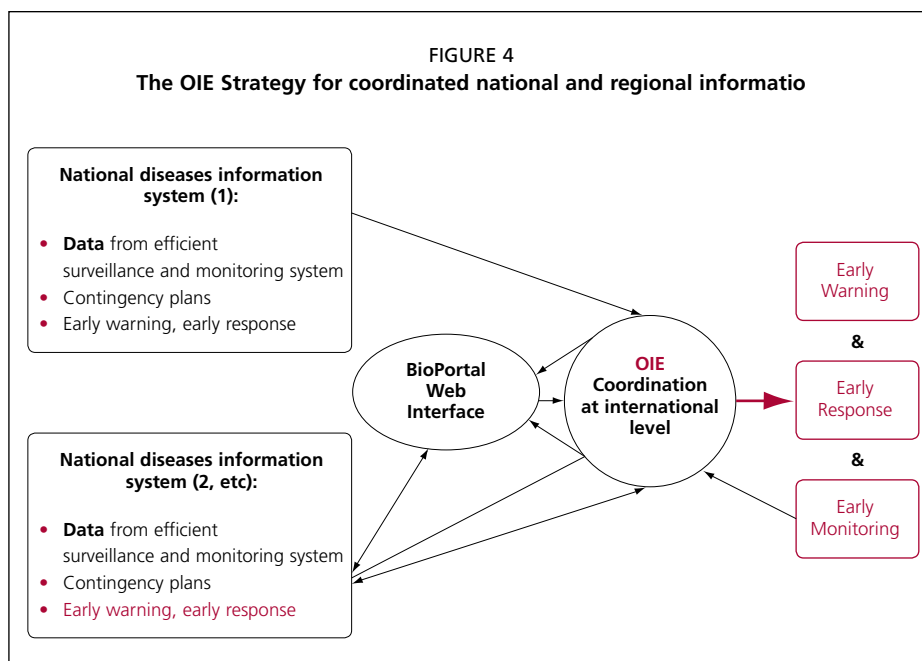 FIGURE 4
The OIE Strategy for coordinated national and regional informatio
National diseases information
system (1):
• Data from efficient
surveillance and monitoring system
• Contingency plans
• Early warning, early response
BioPortal
Web
Interface
OIE
Coordination
at international
level
Early
Warning
&
Early
Response
&
Early
Monitoring
National diseases information
system (2, etc):
• Data from efficient
surveillance and monitoring system
• Contingency plans
• Early warning, early response